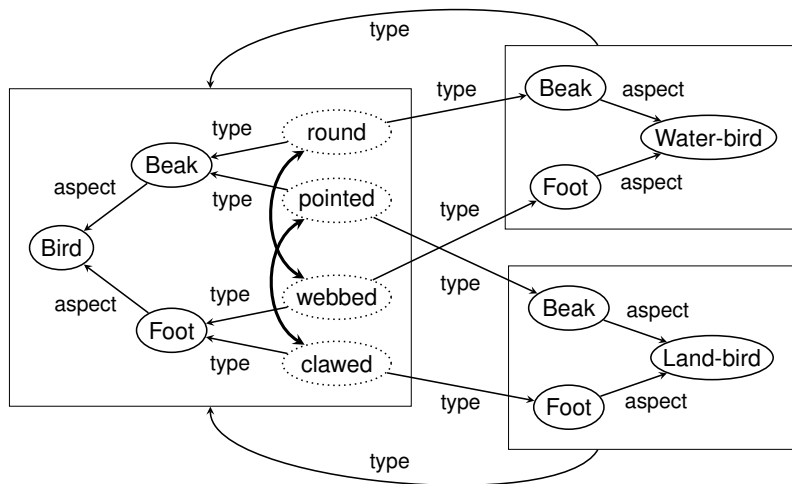 type
Beak
aspect
Water-bird
type
round
type
Beak
aspect
Foot
aspect
type
pointed
type
aspect
Bird
aspect
webbed
type
type
Beak
aspect
Foot
type
Land-bird
clawed
type
Foot
aspect
type
type